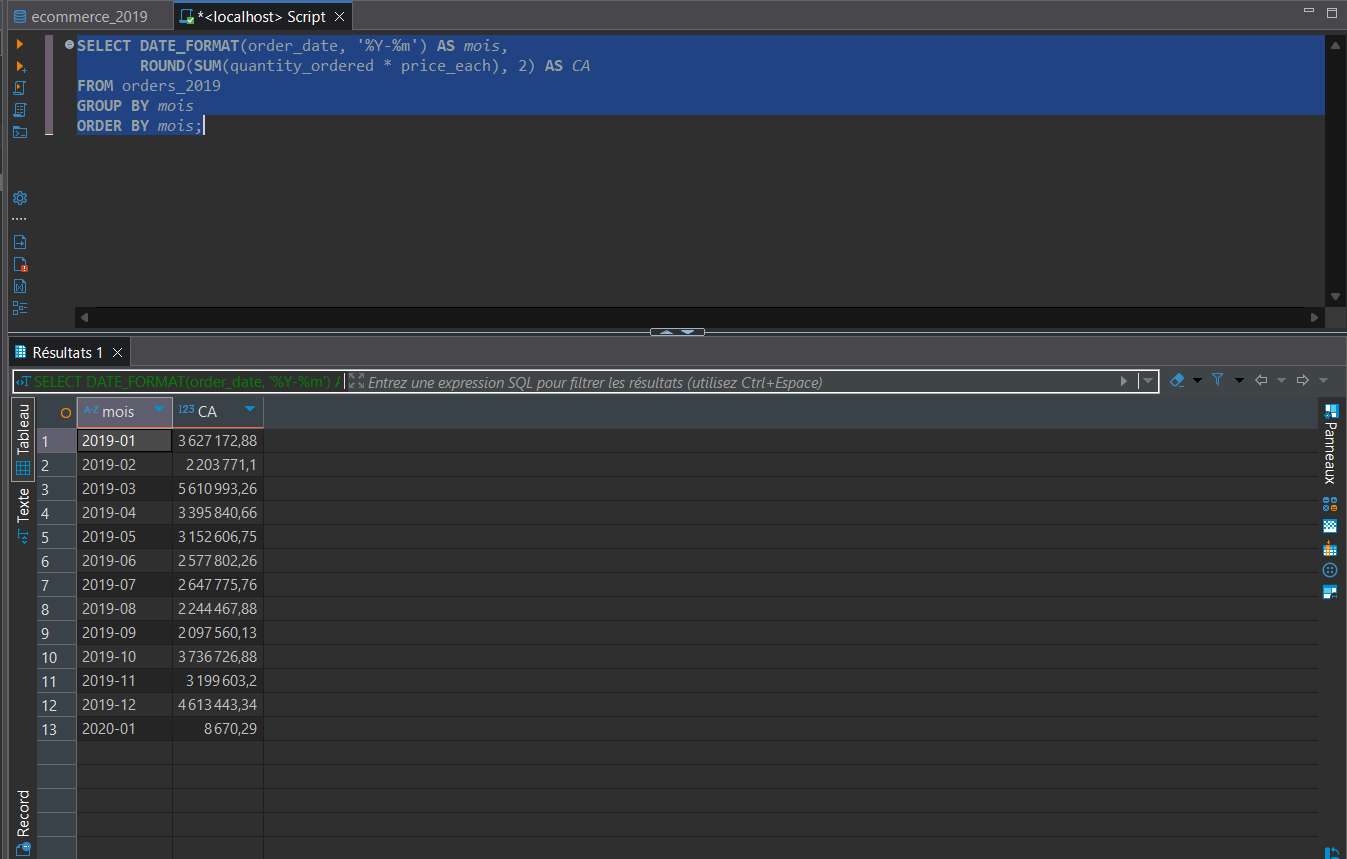 ecommerce_2019
*<localhost> Script
SELECT DATE_FORMAT(order_date, '%Y-%m') AS mois,
ROUND(SUM(quantity_ordered * price_each), 2) AS CA
FROM orders_2019
GROUP BY mois
ORDER BY mois;
Résultats 1
SELECT DATE_FORMAT(order_date, '%Y-%m') A
Entrez une expression SQL pour filtrer les résultats (utilisez Ctrl+Espace)
Tableau
Texte
Record
Panneaux
A-Z mois 123 CA
1 2019-01 3 627 172,88
2 2019-02 2 203 771,1
3 2019-03 5 610 993,26
4 2019-04 3 395 840,66
5 2019-05 3 152 606,75
6 2019-06 2 577 802,26
7 2019-07 2 647 775,76
8 2019-08 2 244 467,88
9 2019-09 2 097 560,13
10 2019-10 3 736 726,88
11 2019-11 3 199 603,2
12 2019-12 4 613 443,34
13 2020-01 8 670,29